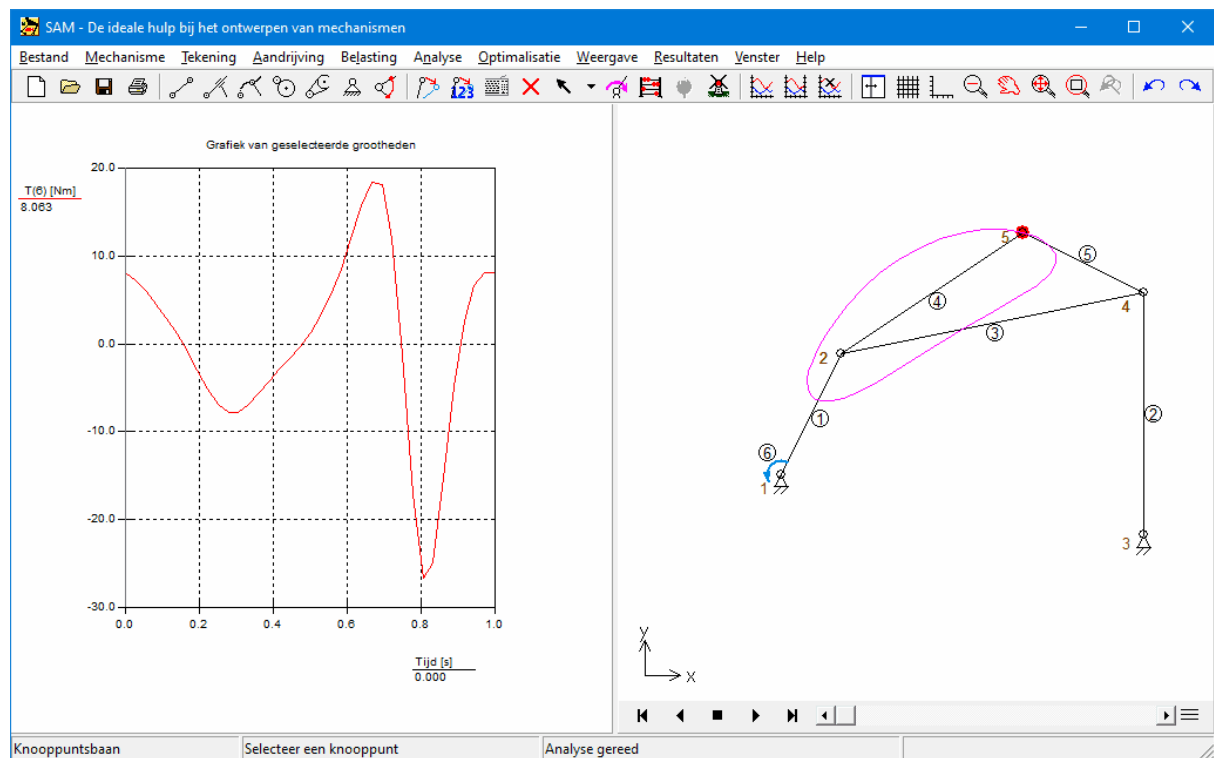 SAM - De ideale hulp bij het ontwerpen van mechanismen
Bestand Mechanisme Tekening Aandrijving Belasting Analyse Optimalisatie Weergave Resultaten Venster Help
123
Grafiek van geselecteerde grootheden
T(6) [Nm]
8.063
20.0
10.0
0.0
-10.0
-20.0
-30.0
0.0 0.2 0.4 0.6 0.8 1.0
Tijd [s]
0.000
5
5
4
4
3
2
1
2
6
1
3
y
x
Knooppuntsbaan Selecteer een knooppunt Analyse gereed